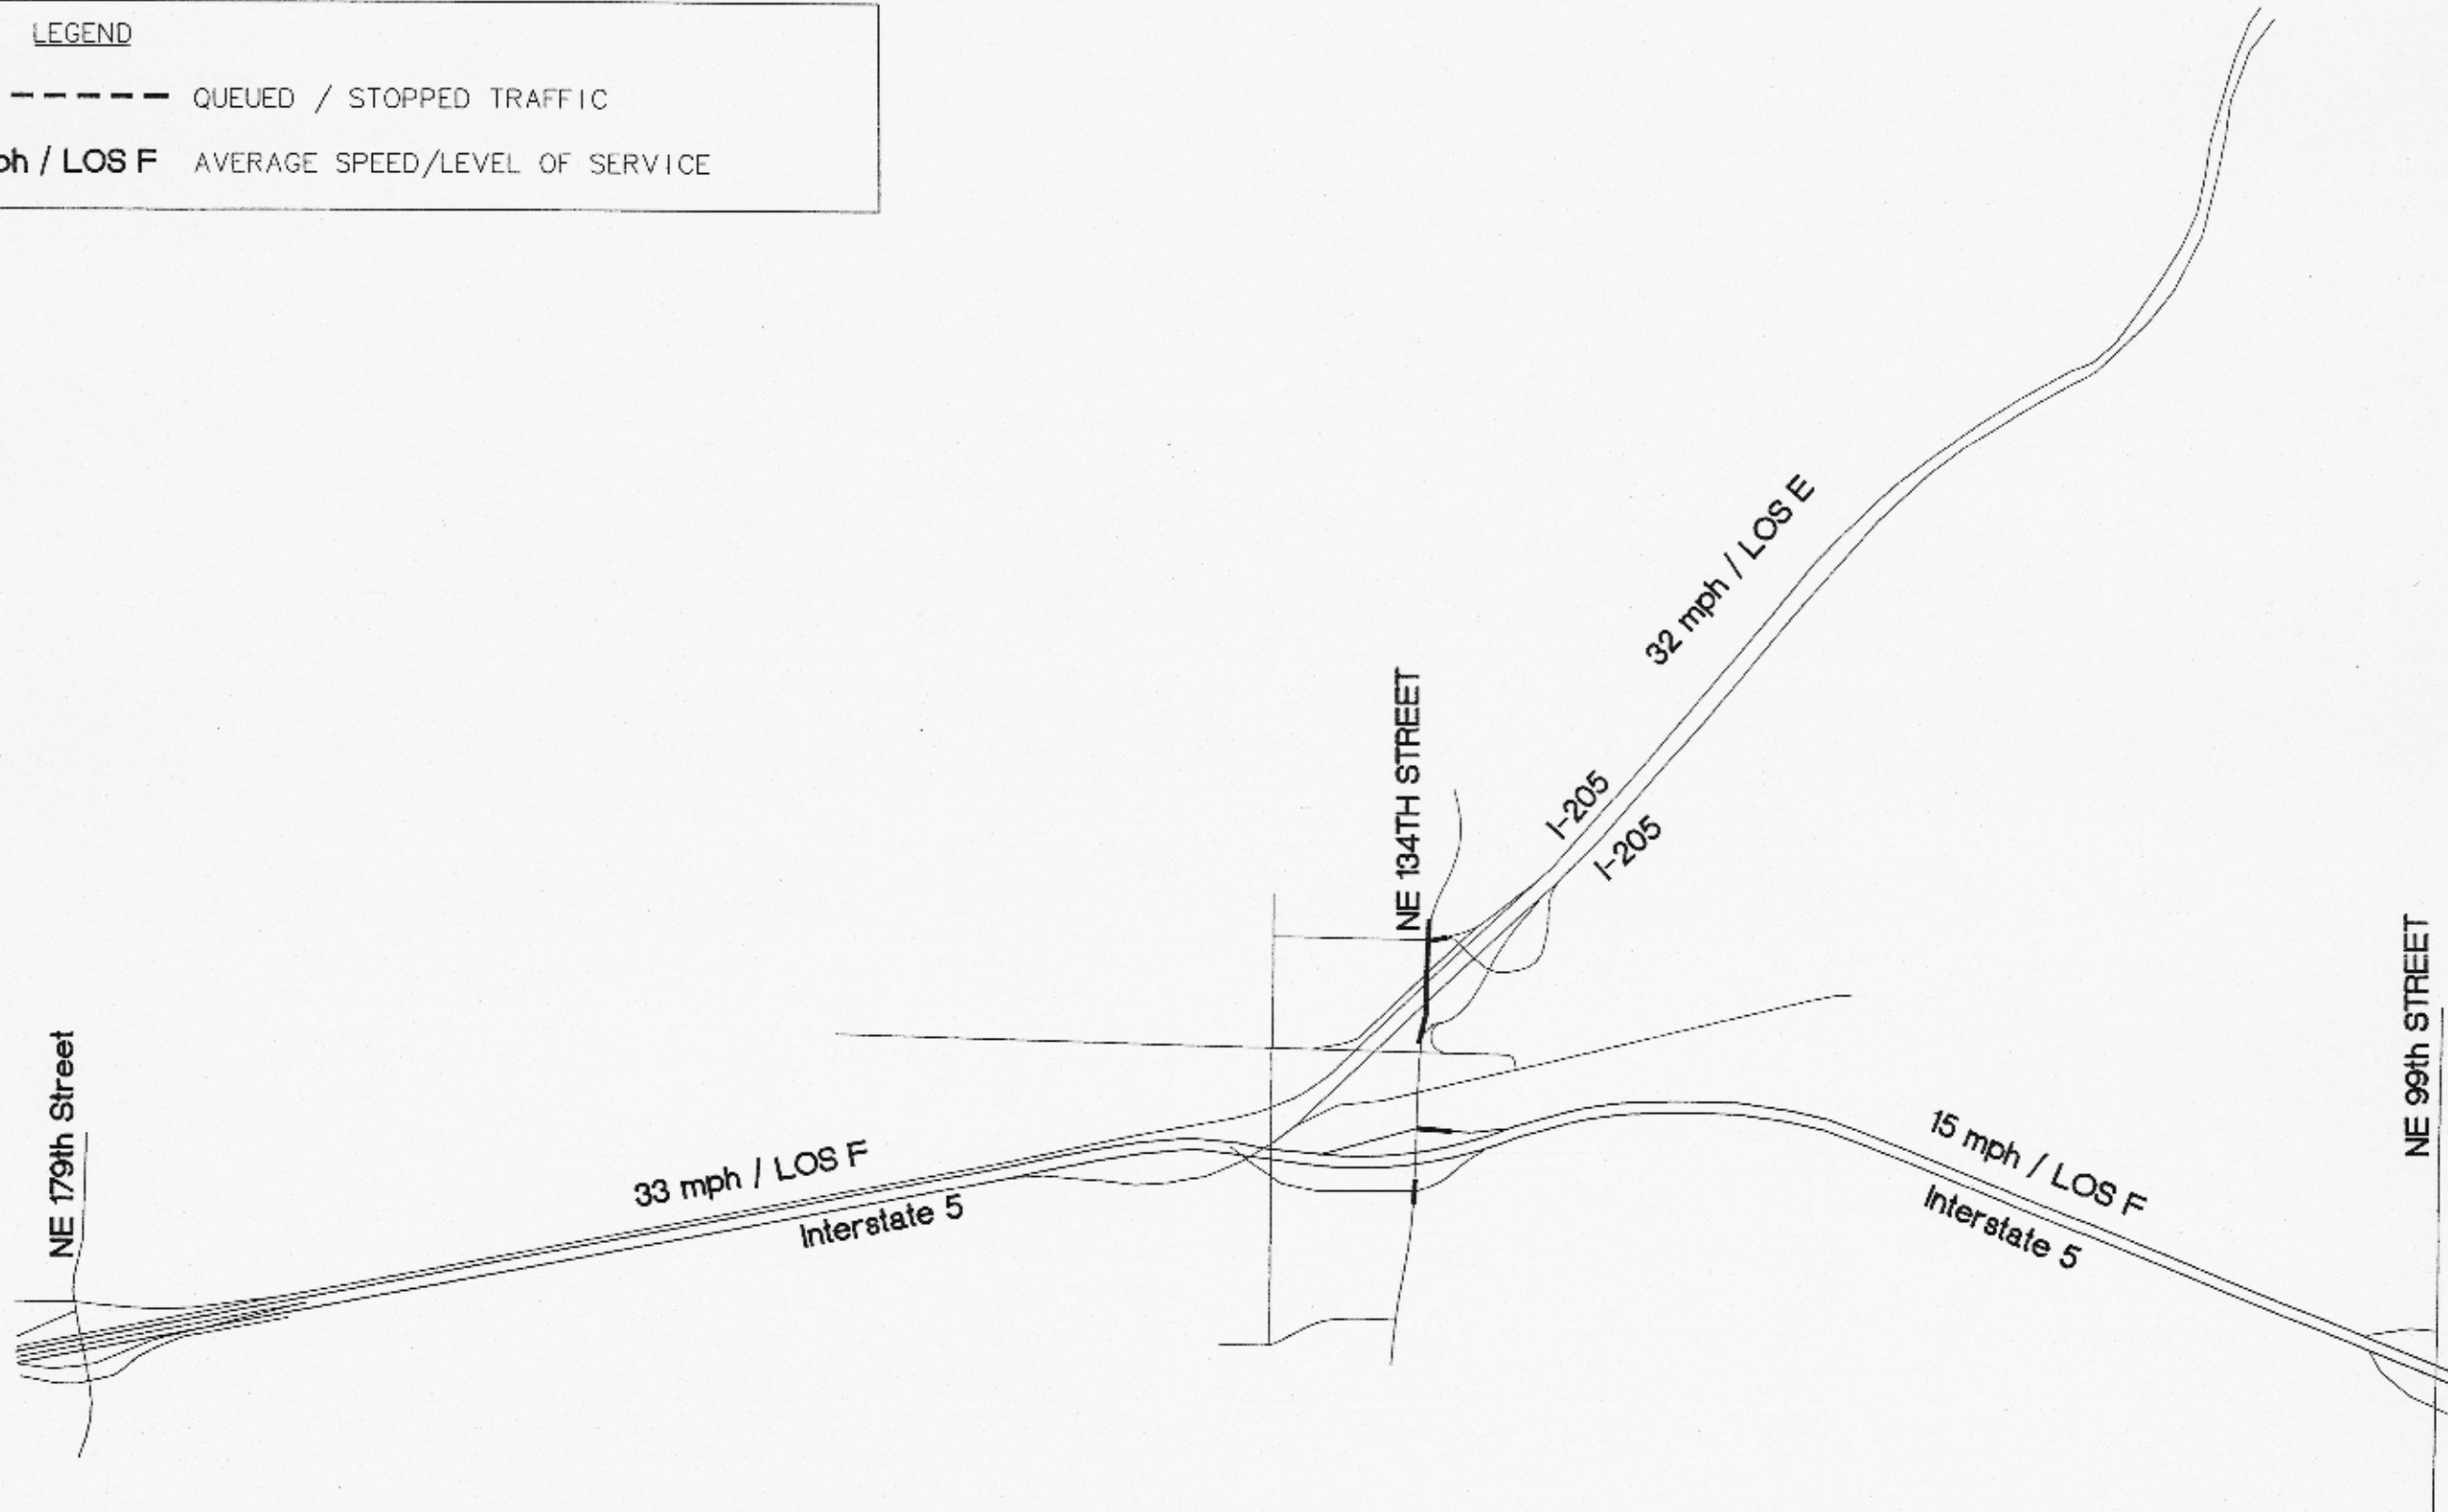 LEGEND
QUEUED / STOPPED TRAFFIC
ph / LOS F AVERAGE SPEED/LEVEL OF SERVICE
32 mph / LOS E
NE 134TH STREET
I-205
I-205
NE 99th STREET
NE 179th Street
33 mph / LOS F
Interstate 5
15 mph / LOS F
Interstate 5